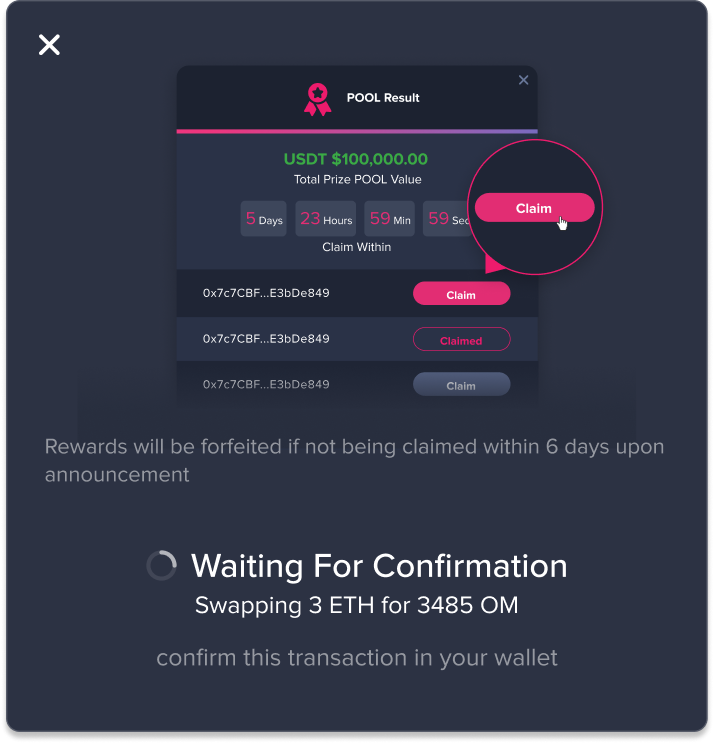 POOL Result
USDT $100,000.00
Total Prize POOL Value
5 Days 23 Hours 59 Min 59 Sec
Claim
Claim Within
0x7c7CBF...E3bDe849 Claim
0x7c7CBF...E3bDe849 Claimed
0x7c7CBF...E3bDe849 Claim
Rewards will be forfeited if not being claimed within 6 days upon
announcement
Waiting For Confirmation
Swapping 3 ETH for 3485 OM
confirm this transaction in your wallet